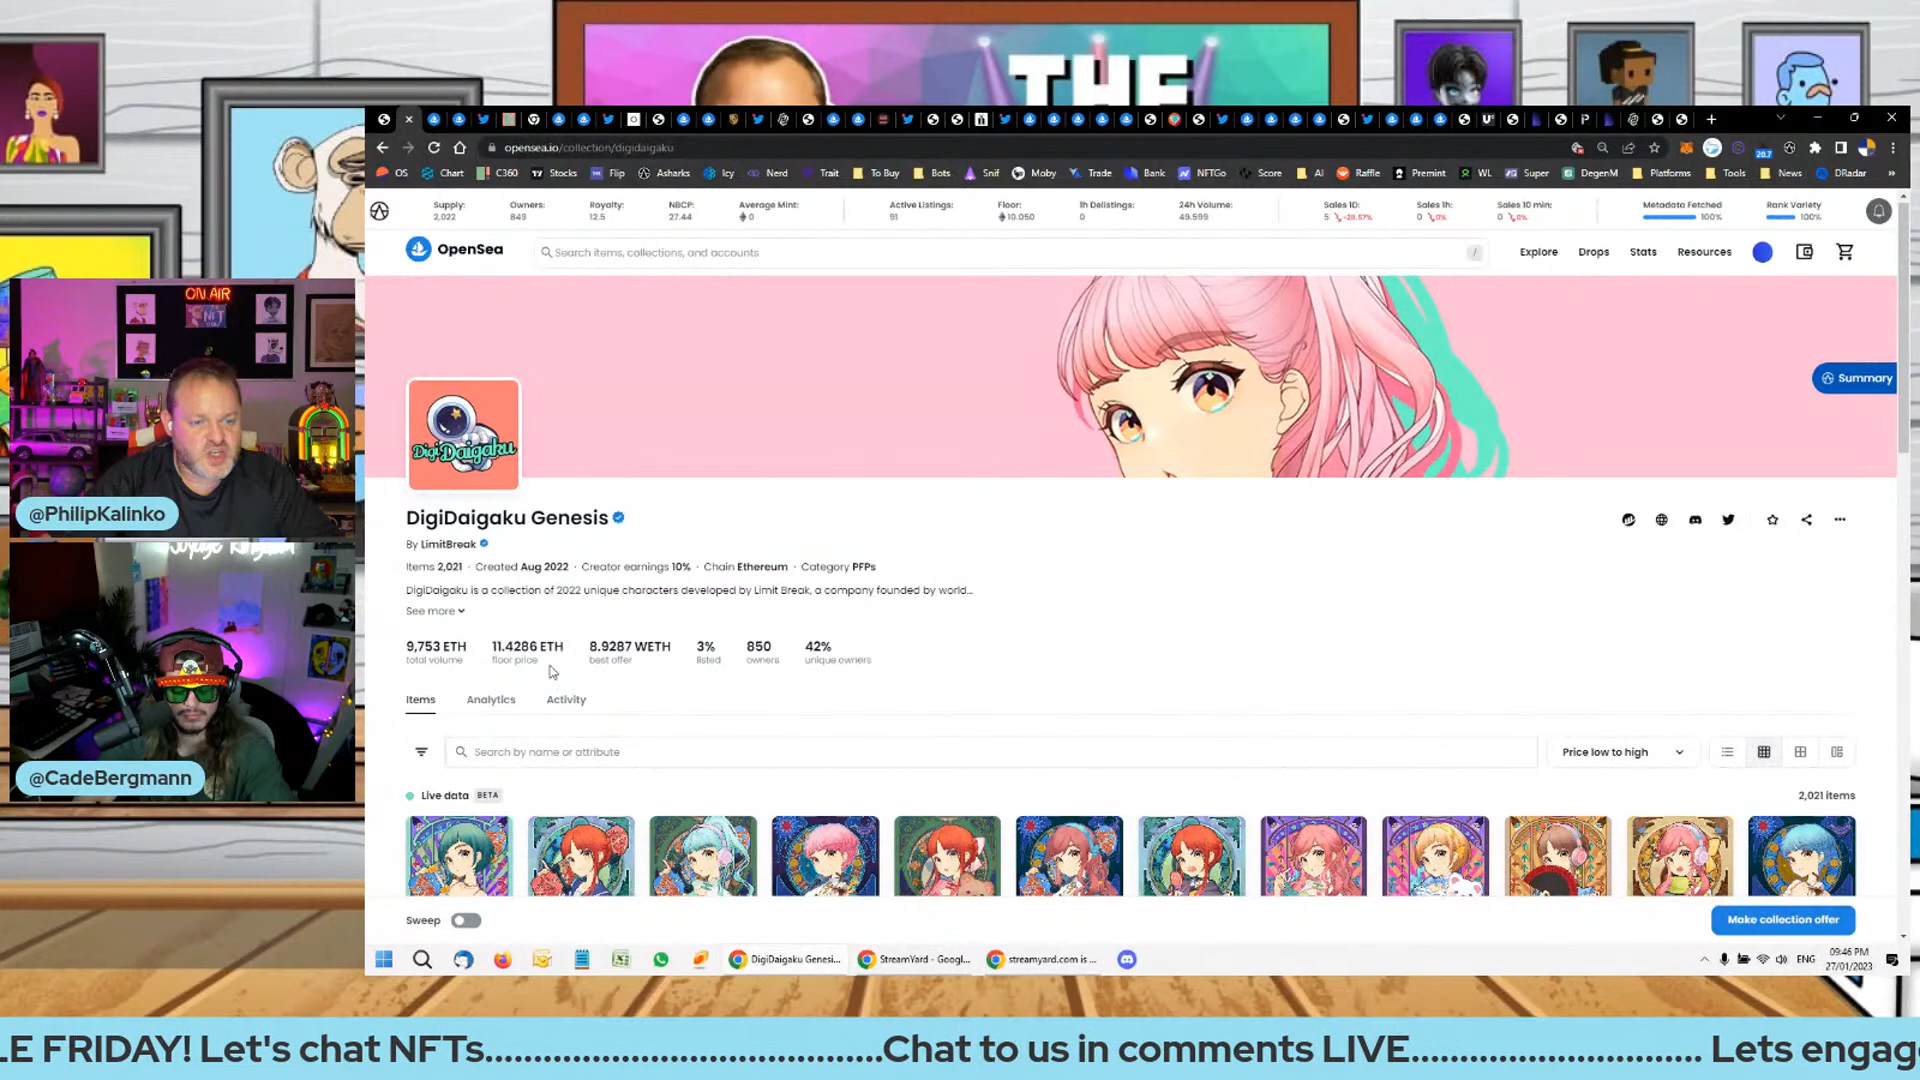 THE
opensea.io/collection/digidaigaku
20.7
OS Chart C360 Stocks Flip Asharks Icy Nerd Trait To Buy Bots Snif Moby Trade Bank NFTGo Score AI Raffle Premint WL Super DegenM Platforms Tools News DRadar »
Supply: Owners: Royalty: NBCP: Average Mint: Active Listings: Floor: 1h Delistings: 24h Volume: Sales 1D: Sales 1h: Sales 10 min: Metadata Fetched Rank Variety
2,022 849 12.5 27.44 0 91 10.050 0 49.599 5 -28.57% 0 0% 0 0% 100% 100%
OpenSea
Search items, collections, and accounts
/
Explore Drops Stats Resources
Summary
DigiDaigaku
DigiDaigaku Genesis
By LimitBreak
Items 2,021 · Created Aug 2022 · Creator earnings 10% · Chain Ethereum · Category PFPs
DigiDaigaku is a collection of 2022 unique characters developed by Limit Break, a company founded by world...
See more
9,753 ETH 11.4286 ETH 8.9287 WETH 3% 850 42%
total volume floor price best offer listed owners unique owners
Items Analytics Activity
Search by name or attribute
Price low to high
Live data BETA
2,021 items
Sweep
Make collection offer
DigiDaigaku Genesi... StreamYard - Googl... streamyard.com is ...
ENG
09:46 PM
27/01/2023
ON AIR
THE NFT
@PhilipKalinko
@CadeBergmann
LE FRIDAY! Let's chat NFTs............................................Chat to us in comments LIVE................................ Lets engag